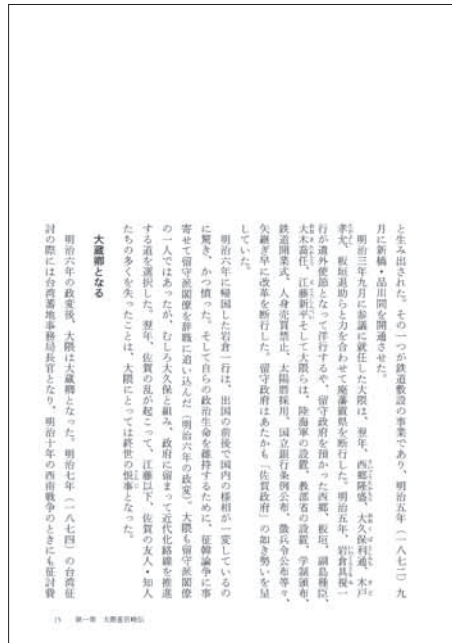 と生み出された。その一つが鉄道敷設の事業であり、明治五年（一八七二）九
月に新橋・品川間を開通させた。
明治三年九月に参議に就任した大隈は、翌年、西郷隆盛、大久保利通、木戸
孝允、板垣退助らと力を合わせて廃藩置県を断行した。明治五年、岩倉具視一
行が遣外使節となって洋行するや、留守政府を預かった西郷、板垣、副島種臣、
大木喬任、江藤新平そして大隈らは、陸海軍の設置、教部省の設置、学制頒布、
鉄道開業式、人身売買禁止、太陽暦採用、国立銀行条例公布、徴兵令公布等々、
矢継ぎ早に改革を断行した。留守政府はあたかも「佐賀政府」の如き勢いを呈
していた。
明治六年に帰国した岩倉一行は、出国の前後で国内の様相が一変しているの
に驚き、かつ憤った。そして自らの政治生命を維持するために、征韓論争に事
寄せて留守派閣僚を辞職に追い込んだ（明治六年の政変）。大隈も留守派閣僚
の一人ではあったが、むしろ大久保と組み、政府に留まって近代化路線を推進
する道を選択した。翌年、佐賀の乱が起こって、江藤以下、佐賀の友人・知人
たちの多くを失ったことは、大隈にとっては終世の恨事となった。
大蔵卿となる
明治六年の政変後、大隈は大蔵卿となった。明治七年（一八七四）の台湾征
討の際には台湾蕃地事務局長官となり、明治十年の西南戦争のときにも征討費
15 第一章 大隈重信略伝